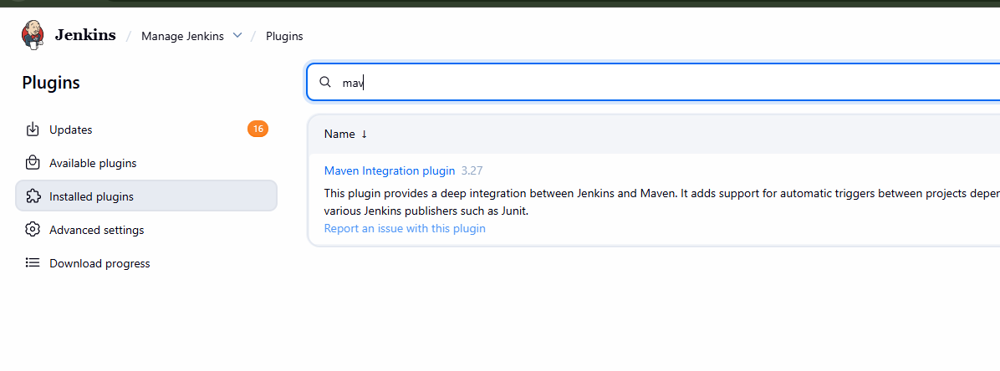 Jenkins / Manage Jenkins / Plugins
Plugins
mav
Updates 16
Available plugins
Installed plugins
Advanced settings
Download progress
Name ↓
Maven Integration plugin 3.27
This plugin provides a deep integration between Jenkins and Maven. It adds support for automatic triggers between projects deper
various Jenkins publishers such as Junit.
Report an issue with this plugin